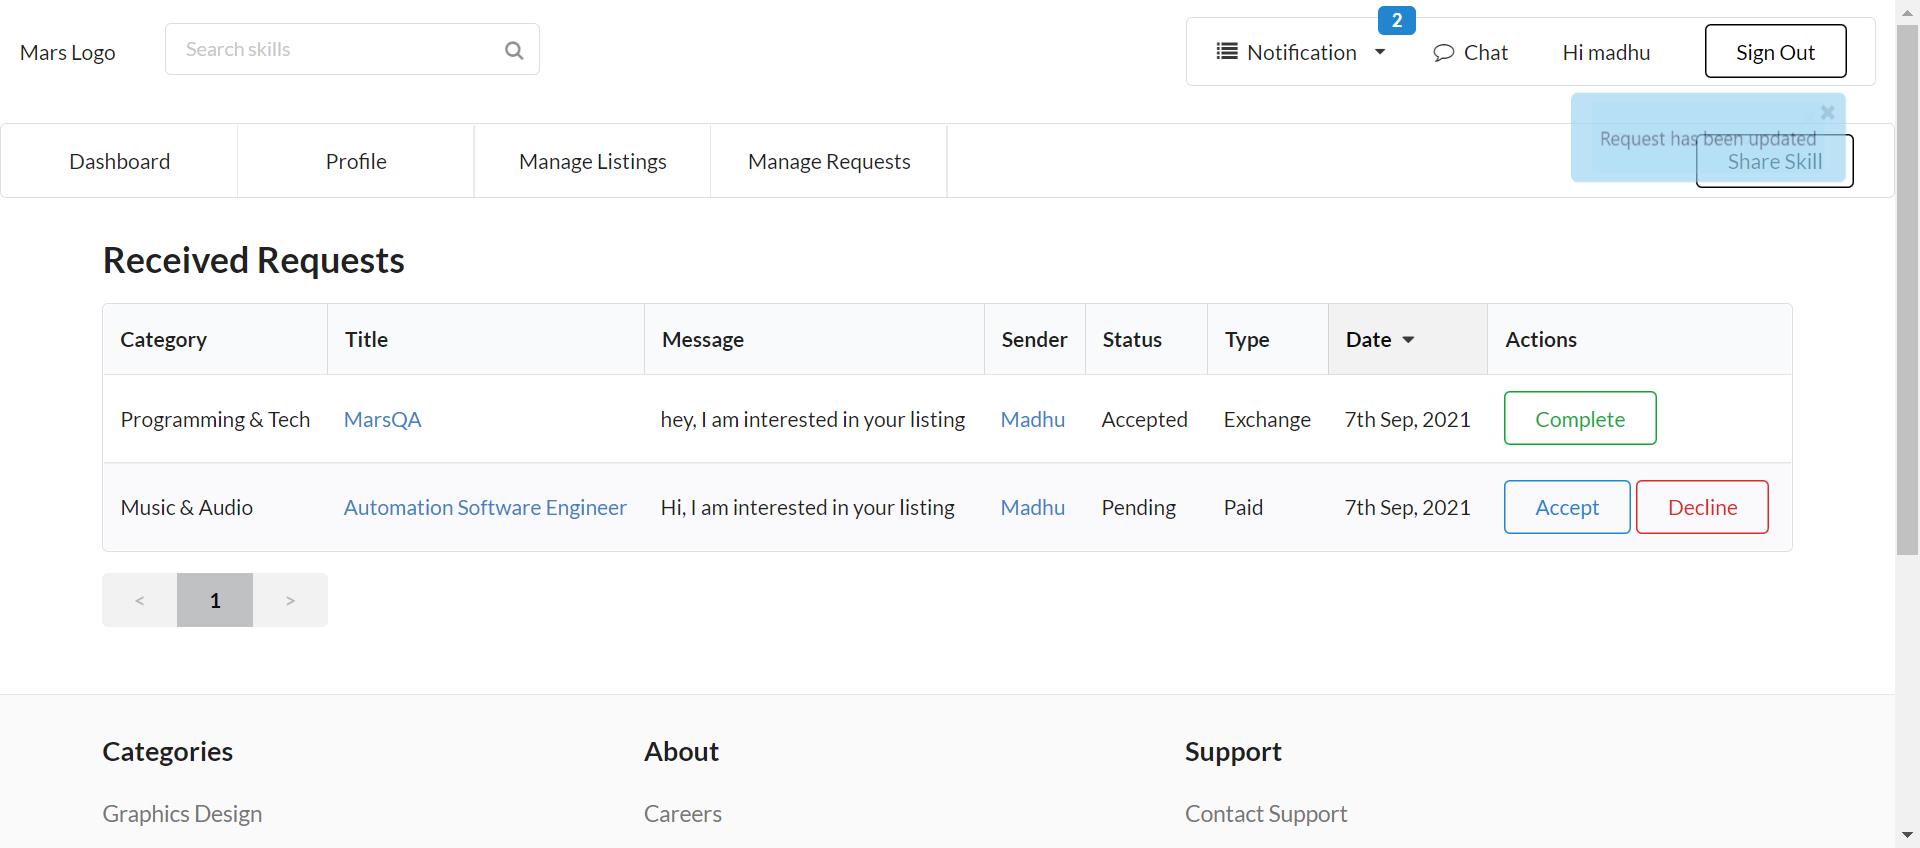 2
Mars Logo
Search skills
Notification
Chat
Hi madhu
Sign Out
Request has been updated
Dashboard
Profile
Manage Listings
Manage Requests
Share Skill
Received Requests
Category Title Message Sender Status Type Date Actions
Programming & Tech MarsQA hey, I am interested in your listing Madhu Accepted Exchange 7th Sep, 2021 Complete
Music & Audio Automation Software Engineer Hi, I am interested in your listing Madhu Pending Paid 7th Sep, 2021 Accept Decline
< 1 >
Categories
About
Support
Graphics Design
Careers
Contact Support